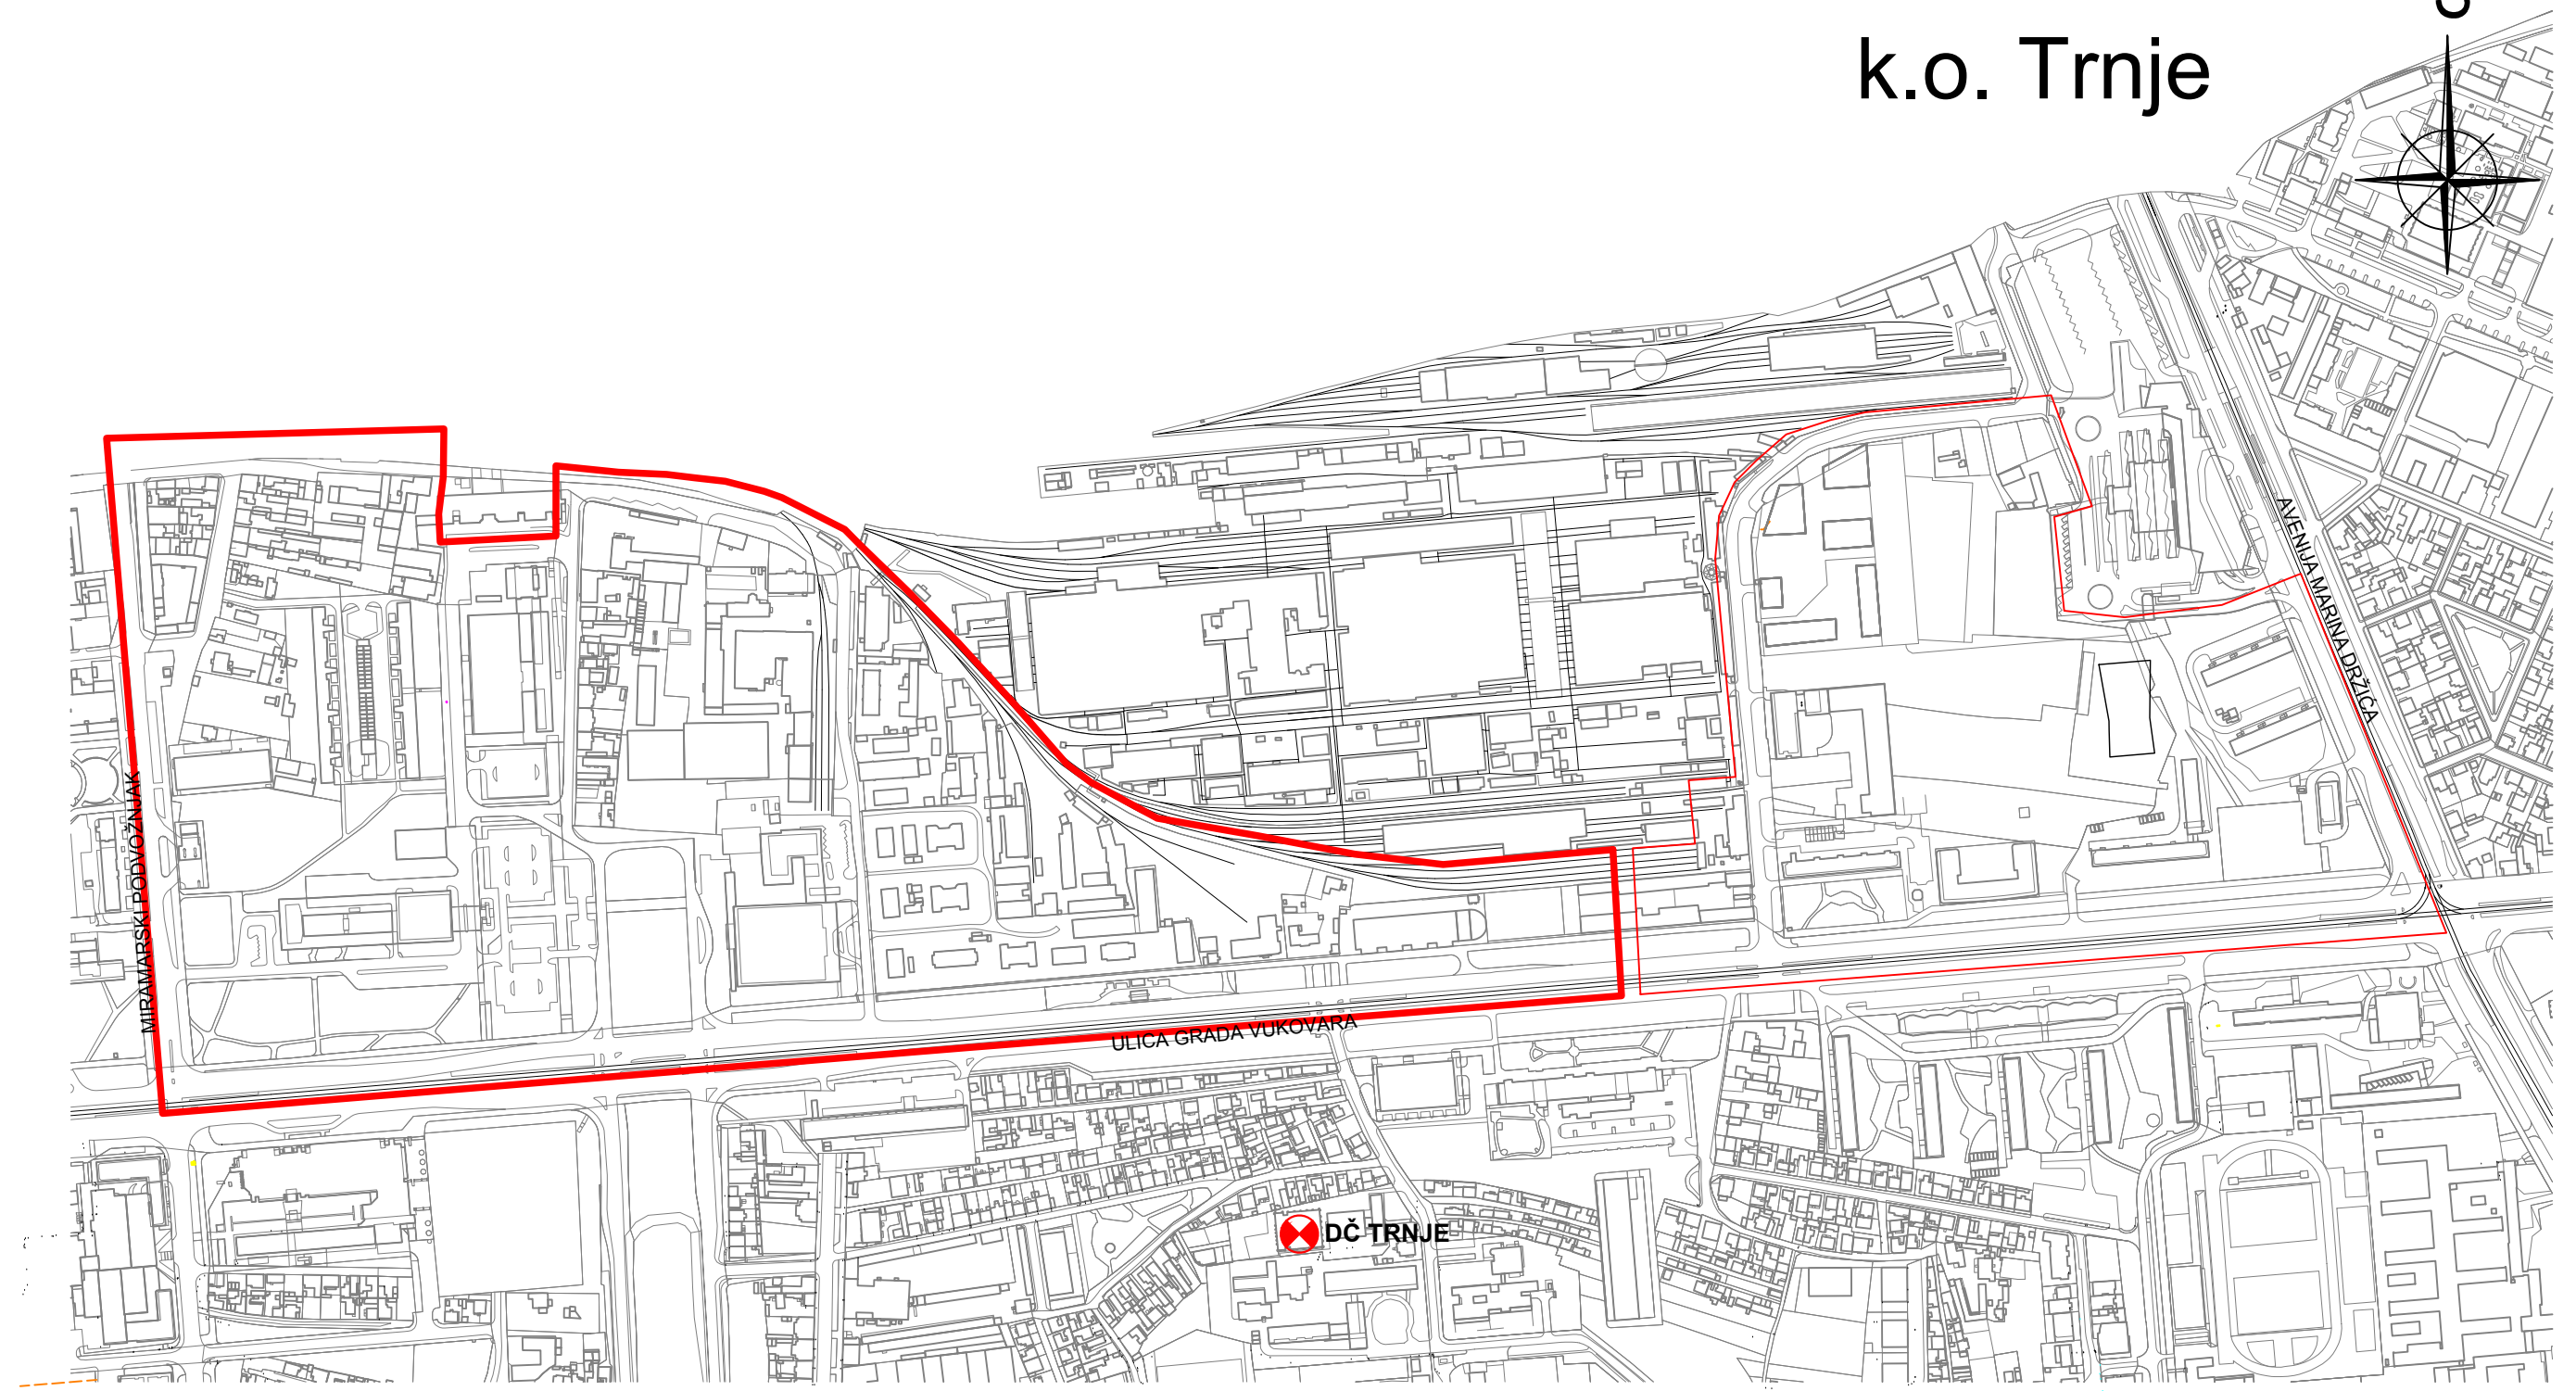 k.o. Trnje
AVENIJA MARINA DRŽIĆA
MIRAMARSKI PODVOŽNJAK
ULICA GRADA VUKOVARA
DČ TRNJE